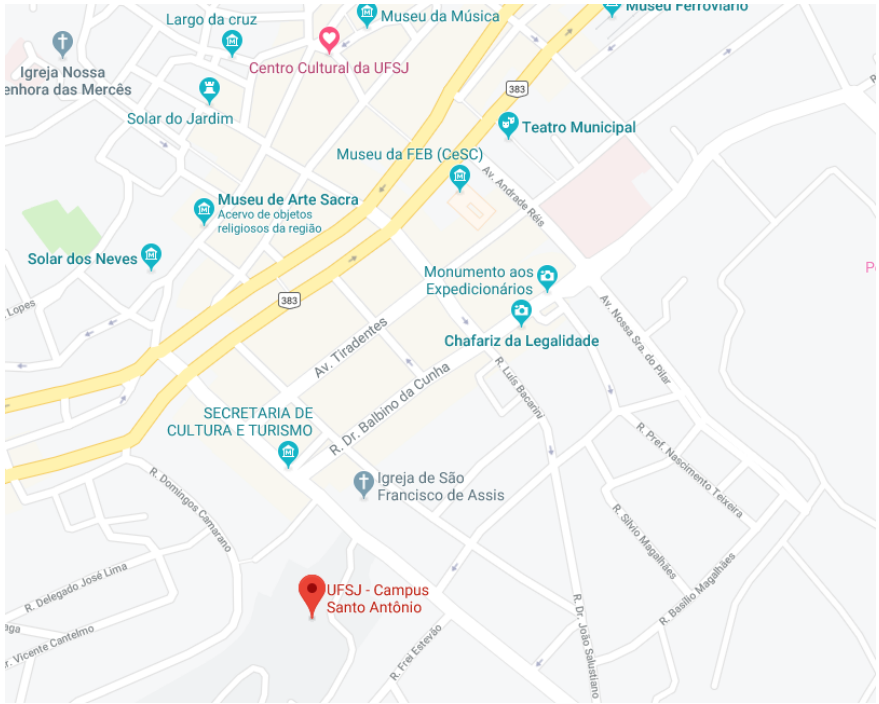 Largo da cruz
Museu da Música
Museu Ferroviário
Igreja Nossa
enhora das Mercês
Centro Cultural da UFSJ
383
Solar do Jardim
Teatro Municipal
Museu da FEB (CeSC)
Av. Andrade Réis
Museu de Arte Sacra
Acervo de objetos
religiosos da região
Solar dos Neves
Monumento aos
Expedicionários
383
Lopes
Chafariz da Legalidade
Av. Nossa Sra. do Pilar
Av. Tiradentes
R. Luís Bacarini
R. Dr. Balbino da Cunha
SECRETARIA DE
CULTURA E TURISMO
R. Pref. Nascimento Teixeira
R. Domingos Camarano
Igreja de São
Francisco de Assis
R. Silvio Magalhães
R. Delegado José Lima
UFSJ - Campus
Santo Antônio
R. Basílio Magalhães
R. Dr. João Salustiano
R. Frei Estevão
r. Vicente Cantelmo